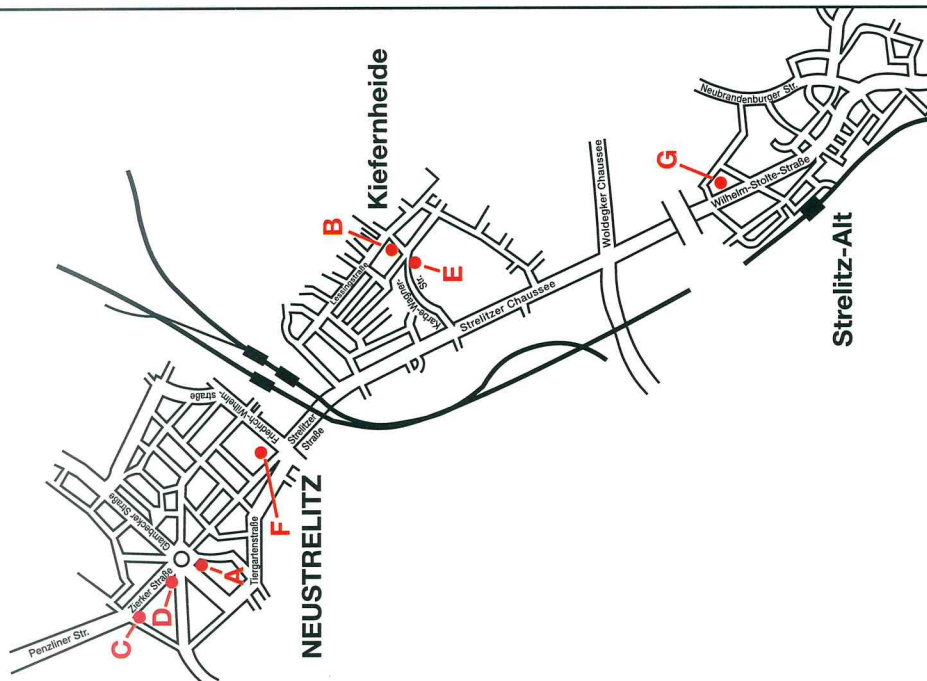 Penzliner Str.
C
Zierker Straße
D
A
Glambecker Straße
Tiergartenstraße
F
Friedrich-Wilhelm-
straße
Strelitzer
Straße
NEUSTRELITZ
Kiefernheide
Lessingstraße
B
E
Karbe-Wagner-
Str.
Strelitzer Chaussee
Woldegker Chaussee
Neubrandenburger Str.
G
Wilhelm-Stolte-Straße
Strelitz-Alt